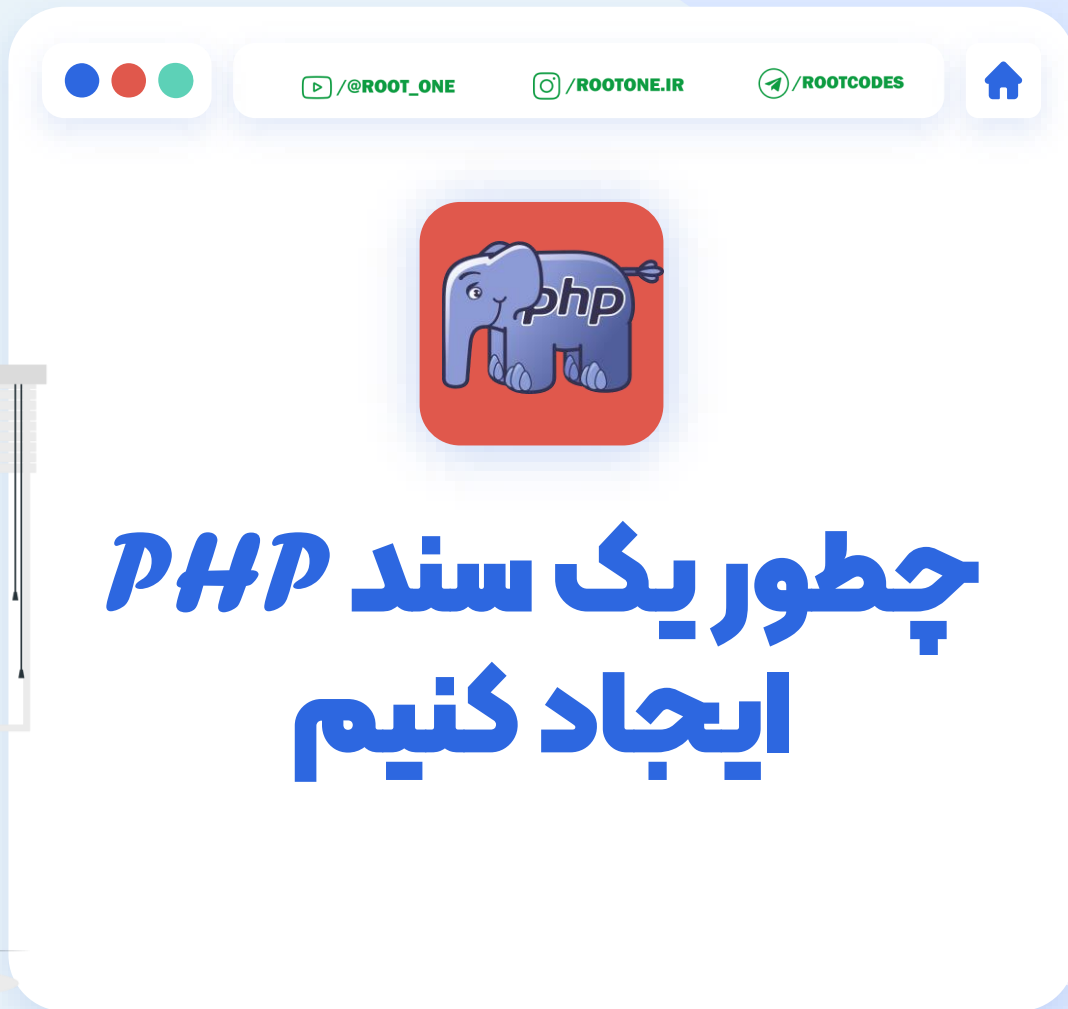 /@ROOT_ONE
/ROOTONE.IR
/ROOTCODES
php
چطور یک سند PHP
ایجاد کنیم